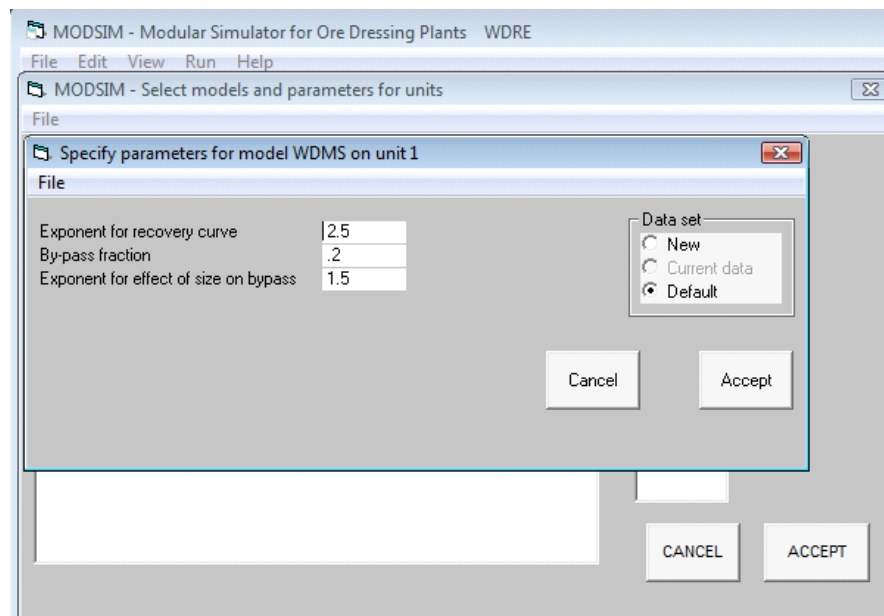 MODSIM - Modular Simulator for Ore Dressing Plants WDRE
File Edit View Run Help
MODSIM - Select models and parameters for units
File
Specify parameters for model WDMS on unit 1
File
Exponent for recovery curve 2.5
By-pass fraction .2
Exponent for effect of size on bypass 1.5
Data set
New
Current data
Default
Cancel Accept
CANCEL ACCEPT